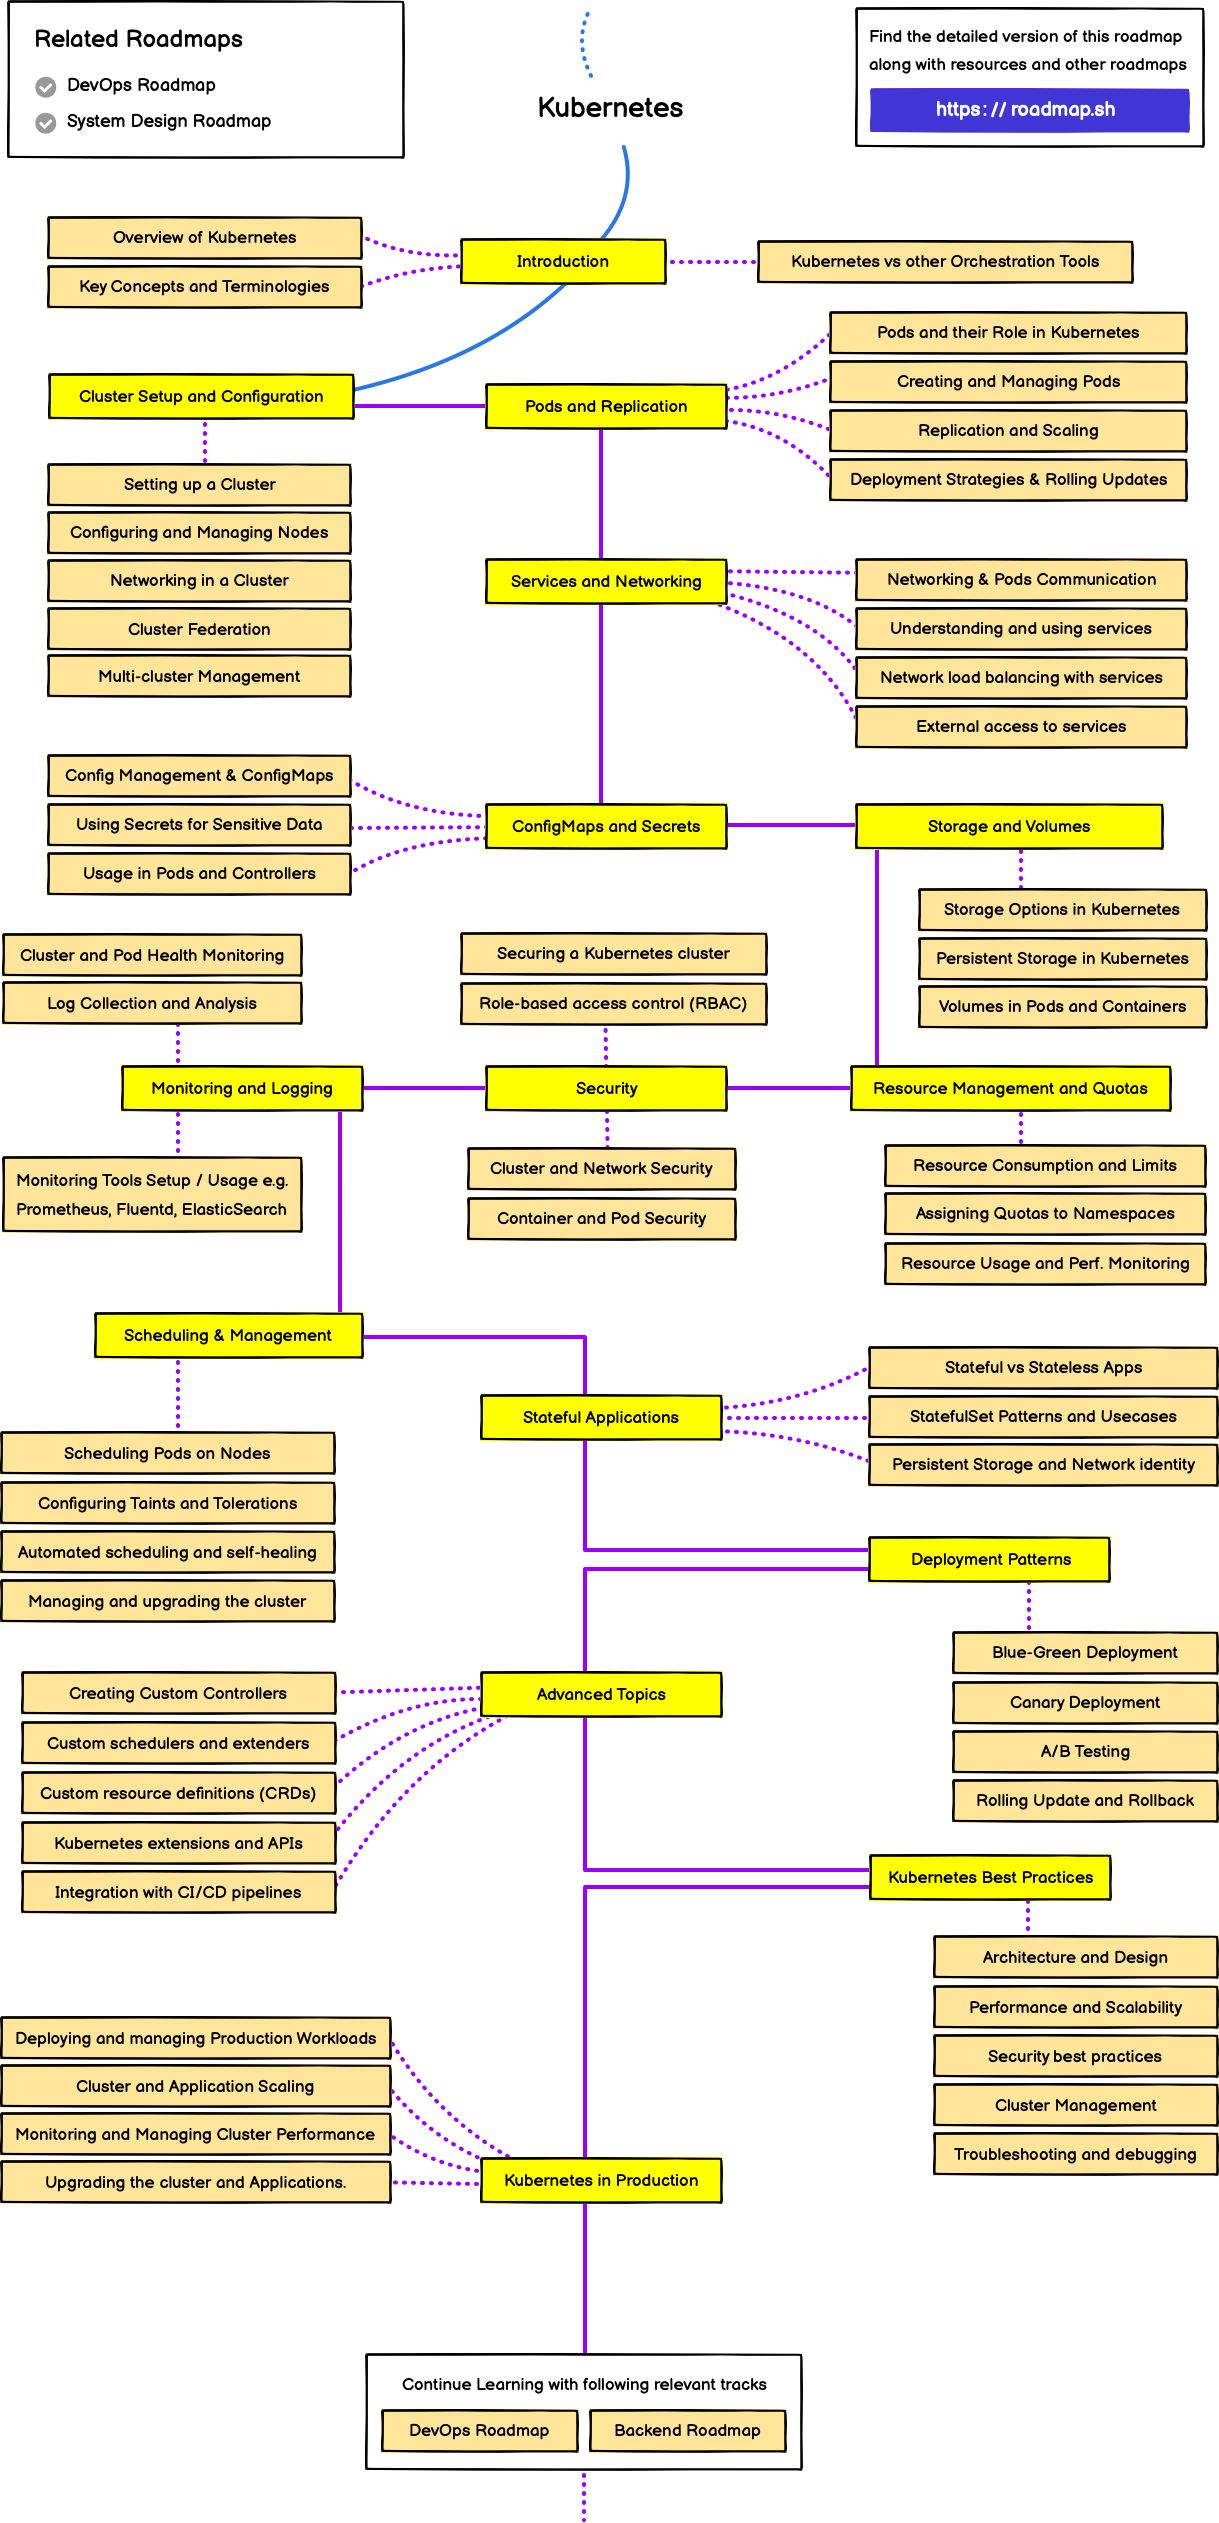 Related Roadmaps
DevOps Roadmap
System Design Roadmap
Kubernetes
Find the detailed version of this roadmap
along with resources and other roadmaps
https://roadmap.sh
Overview of Kubernetes
Key Concepts and Terminologies
Introduction
Kubernetes vs other Orchestration Tools
Cluster Setup and Configuration
Pods and Replication
Pods and their Role in Kubernetes
Creating and Managing Pods
Replication and Scaling
Deployment Strategies & Rolling Updates
Setting up a Cluster
Configuring and Managing Nodes
Networking in a Cluster
Cluster Federation
Multi-cluster Management
Services and Networking
Networking & Pods Communication
Understanding and using services
Network load balancing with services
External access to services
Config Management & ConfigMaps
Using Secrets for Sensitive Data
Usage in Pods and Controllers
ConfigMaps and Secrets
Storage and Volumes
Storage Options in Kubernetes
Persistent Storage in Kubernetes
Volumes in Pods and Containers
Cluster and Pod Health Monitoring
Log Collection and Analysis
Securing a Kubernetes cluster
Role-based access control (RBAC)
Monitoring and Logging
Security
Resource Management and Quotas
Monitoring Tools Setup / Usage e.g.
Prometheus, Fluentd, ElasticSearch
Cluster and Network Security
Container and Pod Security
Resource Consumption and Limits
Assigning Quotas to Namespaces
Resource Usage and Perf. Monitoring
Scheduling & Management
Stateful Applications
Stateful vs Stateless Apps
StatefulSet Patterns and Usecases
Persistent Storage and Network identity
Scheduling Pods on Nodes
Configuring Taints and Tolerations
Automated scheduling and self-healing
Managing and upgrading the cluster
Deployment Patterns
Blue-Green Deployment
Canary Deployment
A/B Testing
Rolling Update and Rollback
Creating Custom Controllers
Custom schedulers and extenders
Custom resource definitions (CRDs)
Kubernetes extensions and APIs
Integration with CI/CD pipelines
Advanced Topics
Kubernetes Best Practices
Architecture and Design
Performance and Scalability
Security best practices
Cluster Management
Troubleshooting and debugging
Deploying and managing Production Workloads
Cluster and Application Scaling
Monitoring and Managing Cluster Performance
Upgrading the cluster and Applications.
Kubernetes in Production
Continue Learning with following relevant tracks
DevOps Roadmap
Backend Roadmap